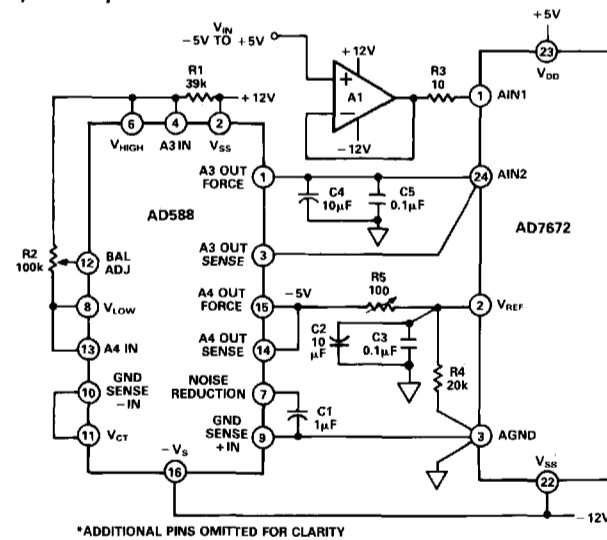 VIN
−5V TO +5V
+5V
23
VDD
+12V
R1
39k
+12V
+
A1
−
−12V
R3
10
1
AIN1
6
4
2
VHIGH
A3 IN
VSS
A3 OUT
FORCE
1
C4
10µF
C5
0.1µF
24
AIN2
AD588
AD7672
A3 OUT
SENSE
3
R2
100k
12
BAL
ADJ
8
VLOW
A4 OUT
FORCE
15
−5V
R5
100
2
VREF
13
A4 IN
A4 OUT
SENSE
14
C2
10
µF
C3
0.1µF
R4
20k
10
GND
SENSE
−IN
NOISE
REDUCTION
7
C1
1µF
11
VCT
GND
SENSE
+IN
9
3
AGND
−VS
16
VSS
22
−12V
*ADDITIONAL PINS OMITTED FOR CLARITY